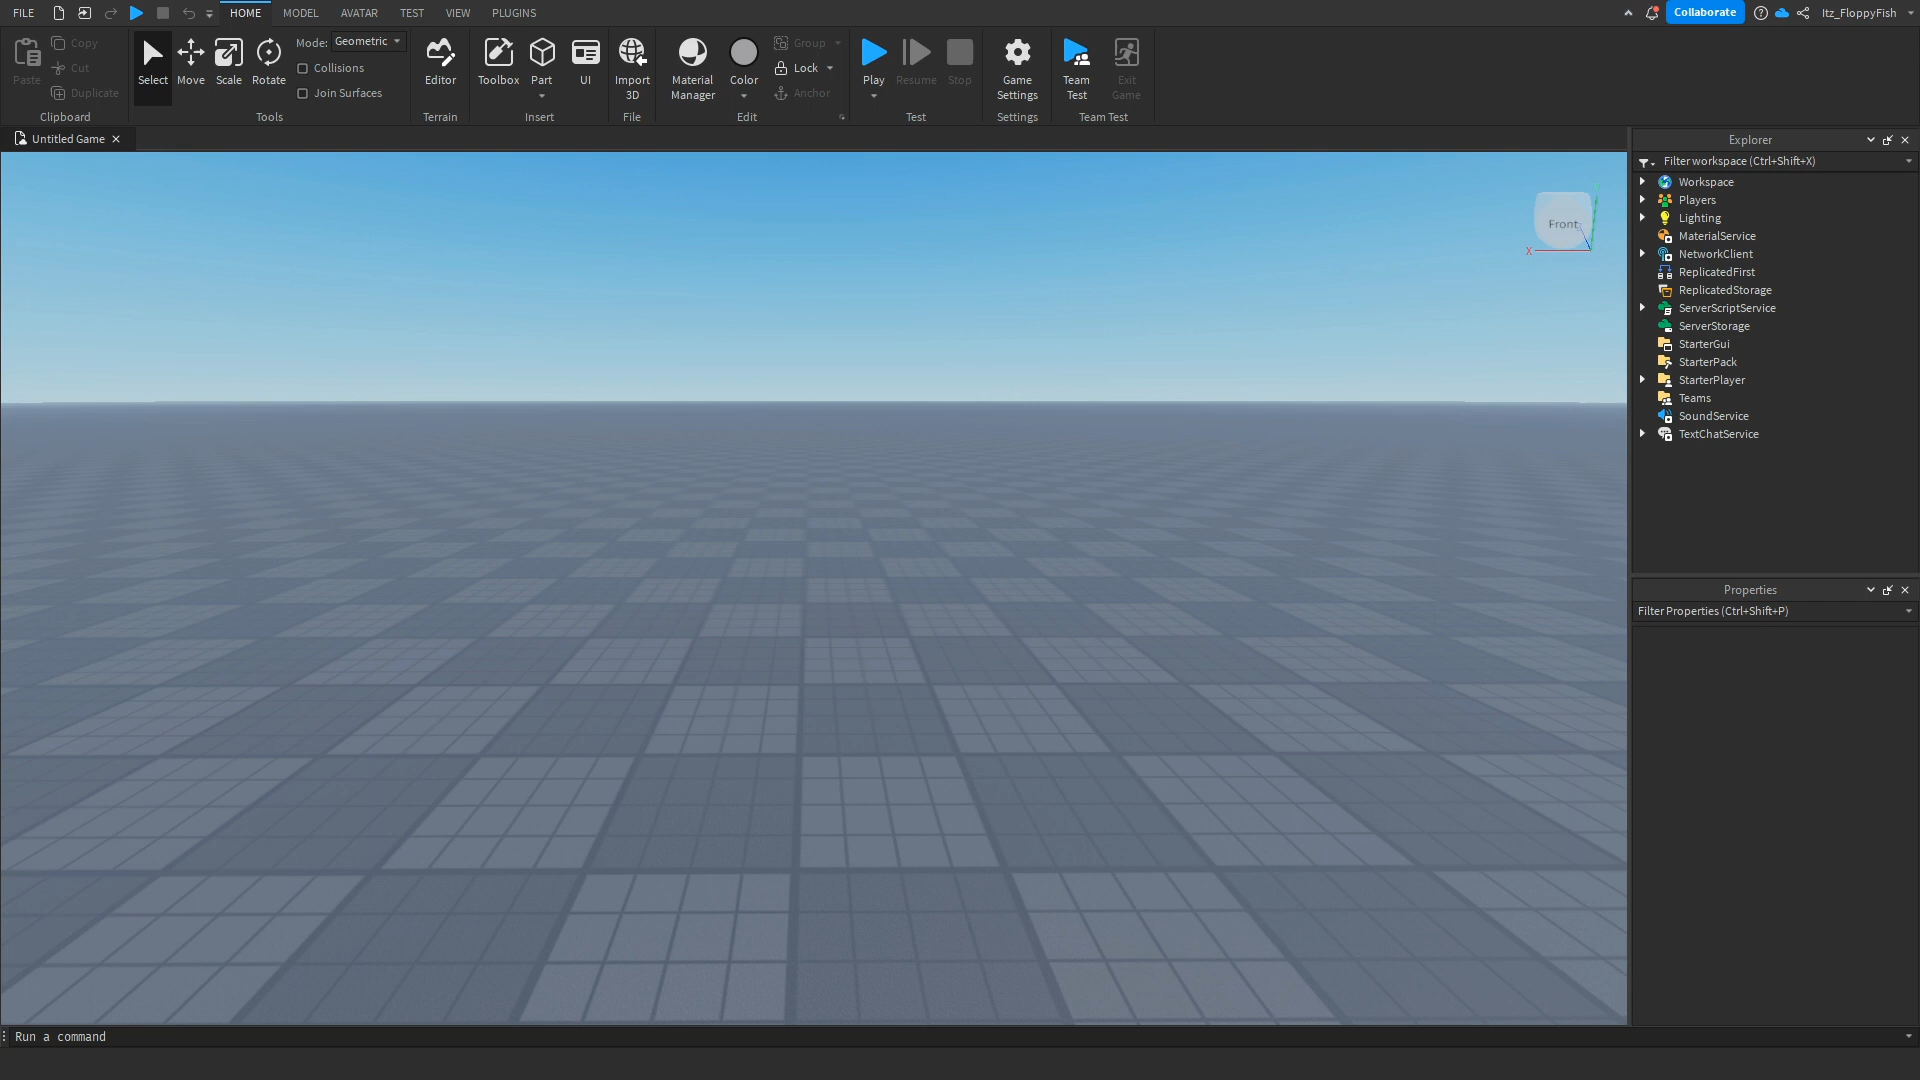 FILE HOME MODEL AVATAR TEST VIEW PLUGINS Collaborate Itz_FloppyFish
Paste Copy Cut Duplicate
Clipboard
Select Move Scale Rotate Mode: Geometric
Collisions
Join Surfaces
Tools
Editor
Terrain
Toolbox Part UI
Insert
Import 3D
File
Material Manager Color Group
Lock
Anchor
Edit
Play Resume Stop
Test
Game Settings
Settings
Team Test Exit Game
Team Test
Untitled Game
Front
X
Explorer
Filter workspace (Ctrl+Shift+X)
Workspace
Players
Lighting
MaterialService
NetworkClient
ReplicatedFirst
ReplicatedStorage
ServerScriptService
ServerStorage
StarterGui
StarterPack
StarterPlayer
Teams
SoundService
TextChatService
Properties
Filter Properties (Ctrl+Shift+P)
Run a command